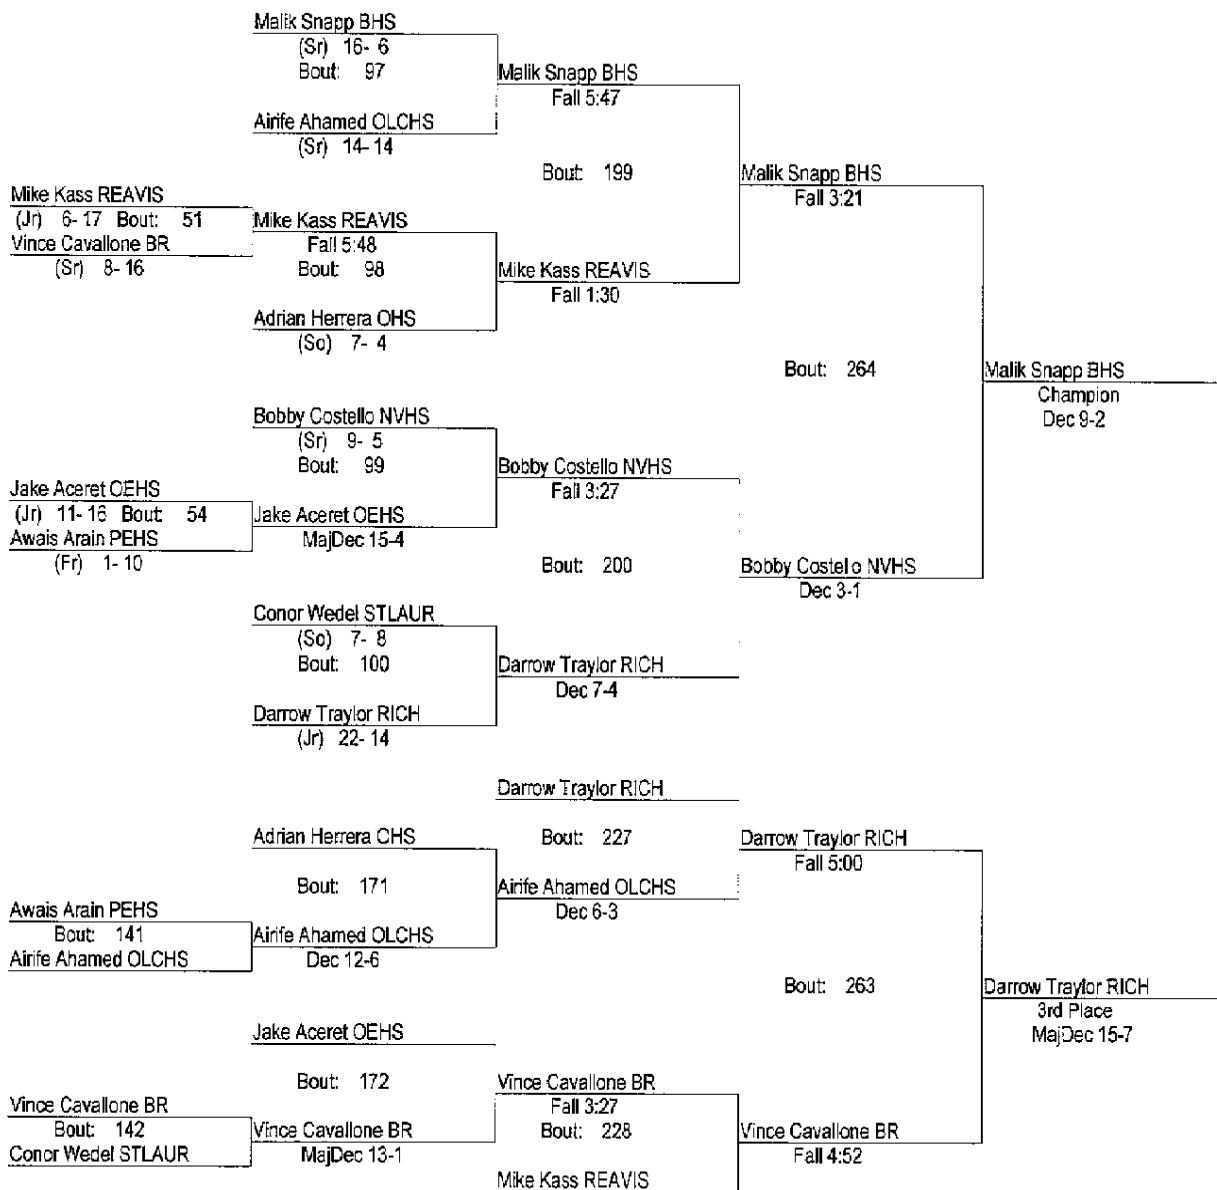 Malik Snapp BHS
(Sr) 16- 6
Bout: 97
Malik Snapp BHS
Fall 5:47
Airife Ahamed OLCHS
(Sr) 14- 14
Bout: 199
Malik Snapp BHS
Fall 3:21
Mike Kass REAVIS
(Jr) 6- 17 Bout: 51
Vince Cavallone BR
(Sr) 8- 16
Mike Kass REAVIS
Fall 5:48
Bout: 98
Mike Kass REAVIS
Fall 1:30
Adrian Herrera OHS
(So) 7- 4
Bout: 264
Malik Snapp BHS
Champion
Dec 9-2
Bobby Costello NVHS
(Sr) 9- 5
Bout: 99
Bobby Costello NVHS
Fall 3:27
Jake Aceret OEHS
(Jr) 11- 16 Bout: 54
Awais Arain PEHS
(Fr) 1- 10
Jake Aceret OEHS
MajDec 15-4
Bout: 200
Bobby Costello NVHS
Dec 3-1
Conor Wedel STLAUR
(So) 7- 8
Bout: 100
Darrow Traylor RICH
Dec 7-4
Darrow Traylor RICH
(Jr) 22- 14
Darrow Traylor RICH
Bout: 227
Darrow Traylor RICH
Fall 5:00
Adrian Herrera OHS
Bout: 171
Airife Ahamed OLCHS
Dec 6-3
Awais Arain PEHS
Bout: 141
Airife Ahamed OLCHS
Airife Ahamed OLCHS
Dec 12-6
Bout: 263
Darrow Traylor RICH
3rd Place
MajDec 15-7
Jake Aceret OEHS
Bout: 172
Vince Cavallone BR
Fall 3:27
Bout: 228
Vince Cavallone BR
Bout: 142
Conor Wedel STLAUR
Vince Cavallone BR
MajDec 13-1
Vince Cavallone BR
Fall 4:52
Mike Kass REAVIS